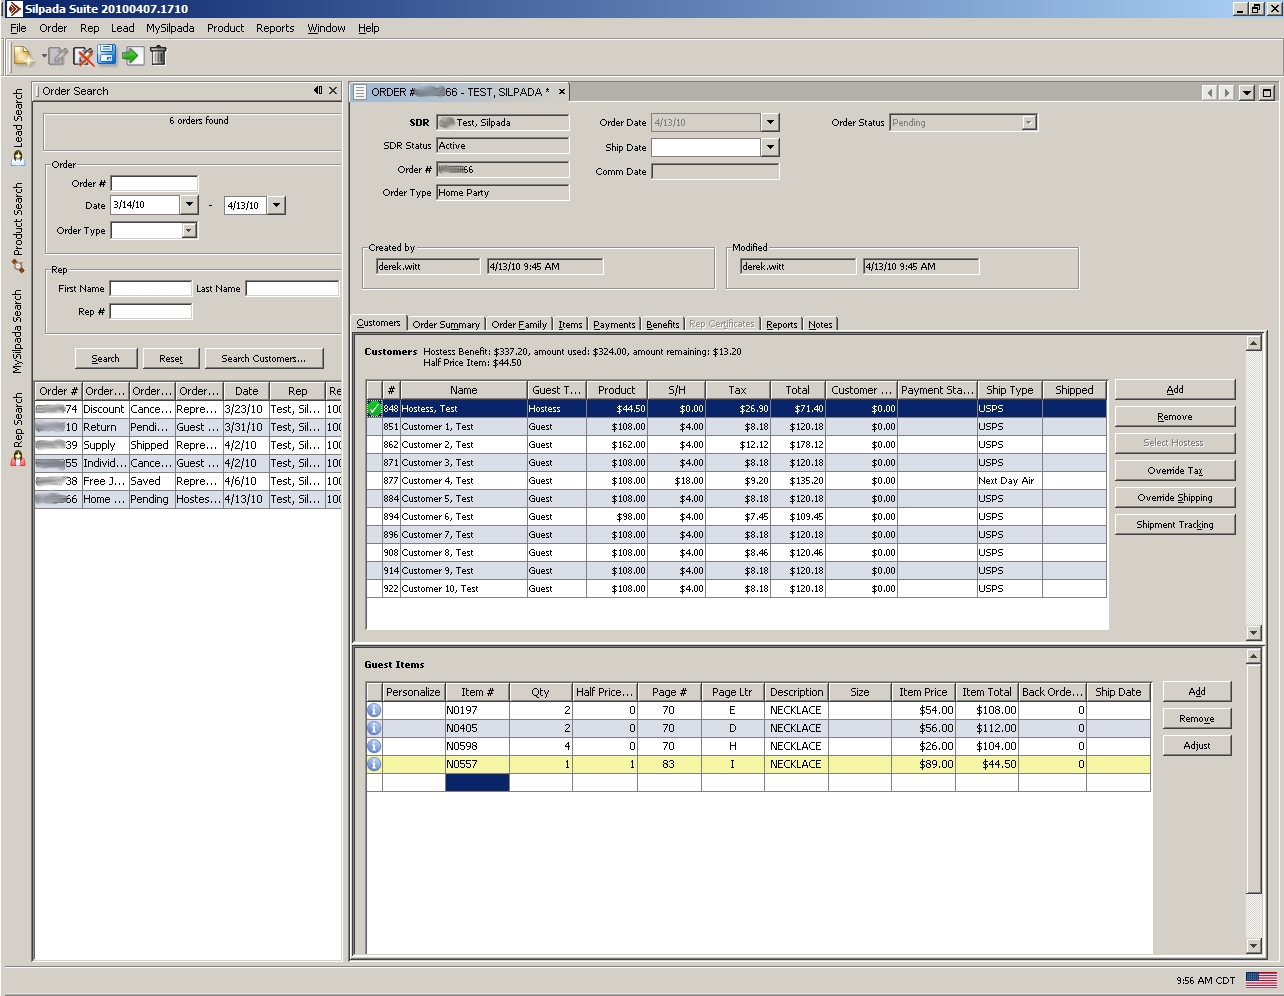 Silpada Suite 20100407.1710
File Order Rep Lead MySilpada Product Reports Window Help
Lead Search
Product Search
MySilpada Search
Rep Search
Order Search
6 orders found
Order
Order #
Date 3/14/10 - 4/13/10
Order Type
Rep
First Name Last Name
Rep #
Search Reset Search Customers...
Order # Order... Order... Order... Date Rep Re
74 Discount Cance... Repre... 3/23/10 Test, Sil... 100
10 Return Pendi... Guest ... 3/31/10 Test, Sil... 100
39 Supply Shipped Repre... 4/2/10 Test, Sil... 100
55 Individ... Cance... Guest ... 4/2/10 Test, Sil... 100
38 Free J... Saved Repre... 4/6/10 Test, Sil... 100
66 Home ... Pending Hostes... 4/13/10 Test, Sil... 100
ORDER # 66 - TEST, SILPADA *
SDR Test, Silpada Order Date 4/13/10 Order Status Pending
SDR Status Active Ship Date
Order # 66 Comm Date
Order Type Home Party
Created by
derek.witt 4/13/10 9:45 AM
Modified
derek.witt 4/13/10 9:45 AM
Customers Order Summary Order Family Items Payments Benefits Rep Certificates Reports Notes
Customers Hostess Benefit: $337.20, amount used: $324.00, amount remaining: $13.20
Half Price Item: $44.50
# Name Guest T... Product S/H Tax Total Customer ... Payment Sta... Ship Type Shipped
848 Hostess, Test Hostess $44.50 $0.00 $26.90 $71.40 $0.00 USPS
851 Customer 1, Test Guest $108.00 $4.00 $8.18 $120.18 $0.00 USPS
862 Customer 2, Test Guest $162.00 $4.00 $12.12 $178.12 $0.00 USPS
871 Customer 3, Test Guest $108.00 $4.00 $8.18 $120.18 $0.00 USPS
877 Customer 4, Test Guest $108.00 $18.00 $9.20 $135.20 $0.00 Next Day Air
884 Customer 5, Test Guest $108.00 $4.00 $8.18 $120.18 $0.00 USPS
894 Customer 6, Test Guest $98.00 $4.00 $7.45 $109.45 $0.00 USPS
896 Customer 7, Test Guest $108.00 $4.00 $8.18 $120.18 $0.00 USPS
908 Customer 8, Test Guest $108.00 $4.00 $8.46 $120.46 $0.00 USPS
914 Customer 9, Test Guest $108.00 $4.00 $8.18 $120.18 $0.00 USPS
922 Customer 10, Test Guest $108.00 $4.00 $8.18 $120.18 $0.00 USPS
Add
Remove
Select Hostess
Override Tax
Override Shipping
Shipment Tracking
Guest Items
Personalize Item # Qty Half Price... Page # Page Ltr Description Size Item Price Item Total Back Orde... Ship Date
N0197 2 0 70 E NECKLACE $54.00 $108.00 0
N0405 2 0 70 D NECKLACE $56.00 $112.00 0
N0598 4 0 70 H NECKLACE $26.00 $104.00 0
N0557 1 1 83 I NECKLACE $89.00 $44.50 0
Add
Remove
Adjust
9:56 AM CDT